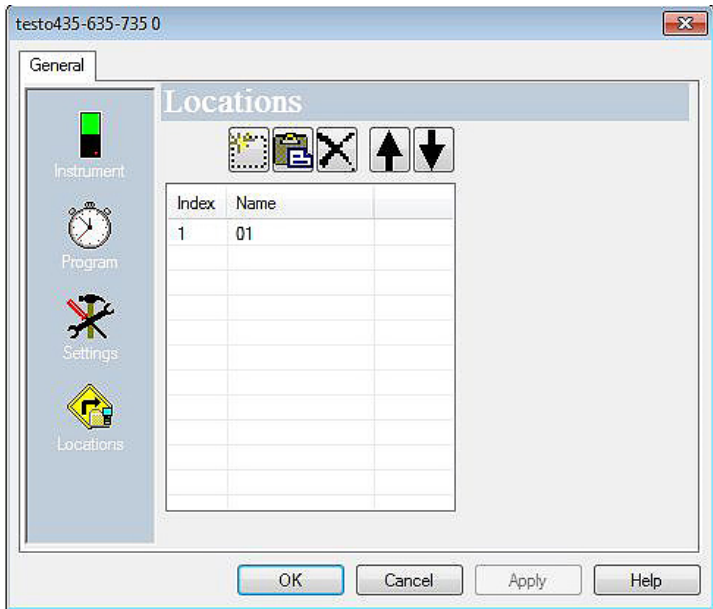 testo435-635-735 0
General
Locations
Instrument
Program
Settings
Locations
Index Name
1 01
OK Cancel Apply Help